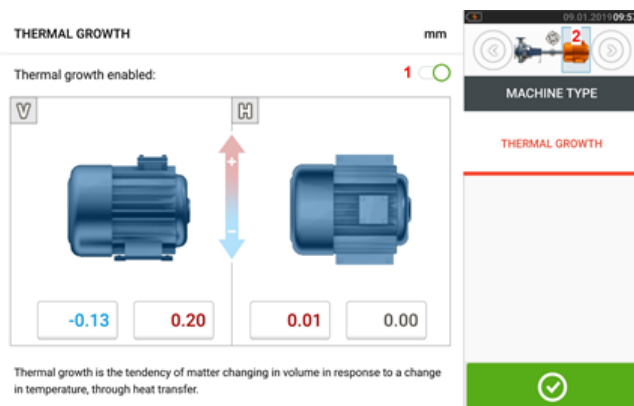 THERMAL GROWTH
mm
Thermal growth enabled:
1
V
H
+
-
-0.13
0.20
0.01
0.00
Thermal growth is the tendency of matter changing in volume in response to a change
in temperature, through heat transfer.
09.01.2019 09:57
2
MACHINE TYPE
THERMAL GROWTH